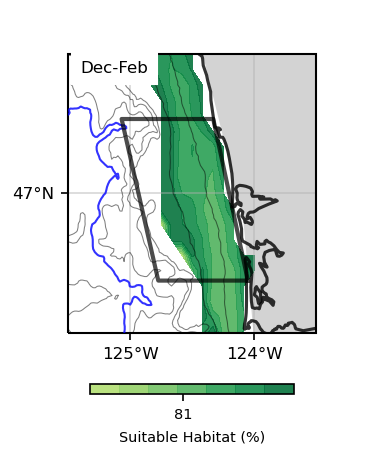 Dec-Feb
47°N
125°W 124°W
81
Suitable Habitat (%)